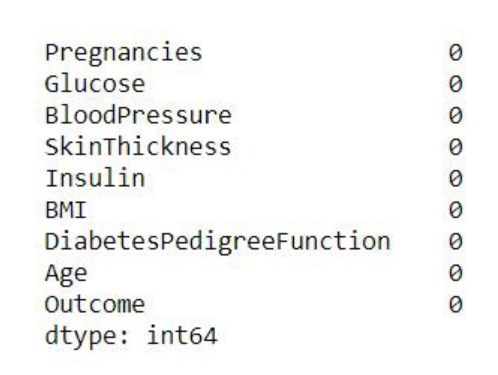 Pregnancies 0
Glucose 0
BloodPressure 0
SkinThickness 0
Insulin 0
BMI 0
DiabetesPedigreeFunction 0
Age 0
Outcome 0
dtype: int64